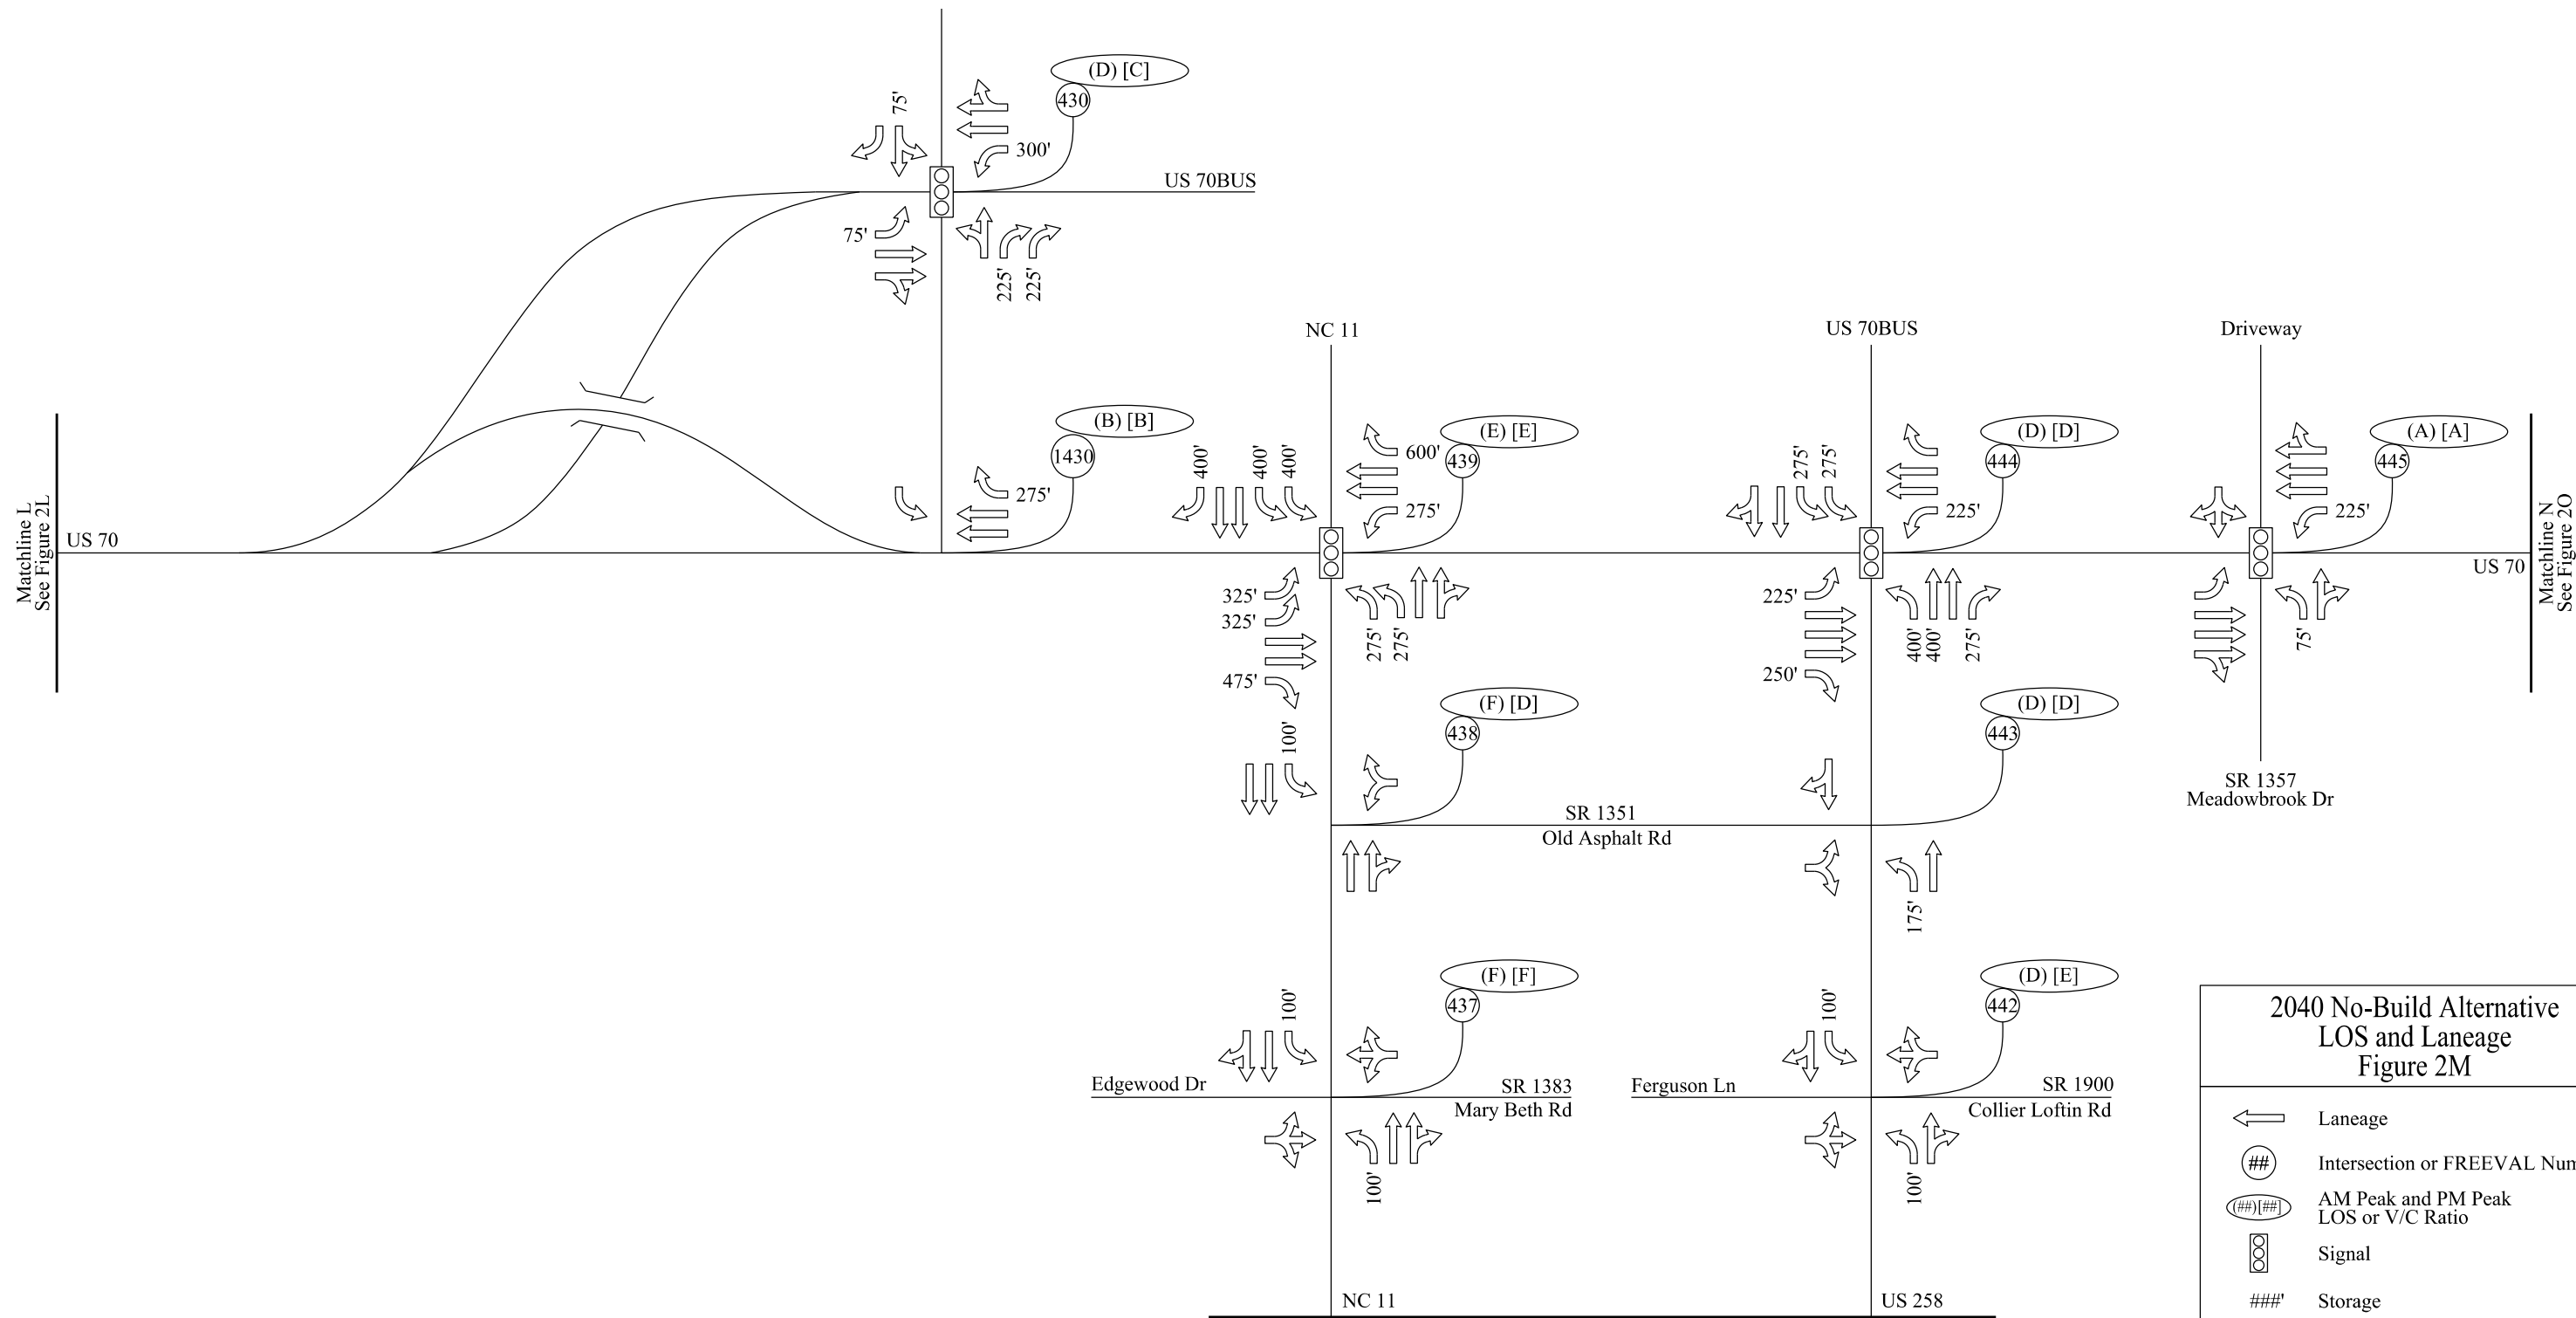 (D) [C]
430
75'
300'
US 70BUS
75'
225'
225'
NC 11
US 70BUS
Driveway
(B) [B]
1430
275'
400'
400'
400'
600'
275'
(E) [E]
439
275'
275'
225'
(D) [D]
444
225'
(A) [A]
445
Matchline L
See Figure 2L
US 70
US 70
Matchline N
See Figure 2O
325'
325'
475'
275'
275'
225'
250'
400'
400'
275'
75'
100'
(F) [D]
438
(D) [D]
443
SR 1351
Old Asphalt Rd
SR 1357
Meadowbrook Dr
175'
100'
(F) [F]
437
100'
(D) [E]
442
Edgewood Dr
SR 1383
Mary Beth Rd
Ferguson Ln
SR 1900
Collier Loftin Rd
100'
100'
NC 11
US 258
2040 No-Build Alternative
LOS and Laneage
Figure 2M
Laneage
##
Intersection or FREEVAL
(##)[##]
AM Peak and PM Peak
LOS or V/C Ratio
Signal
###'
Storage